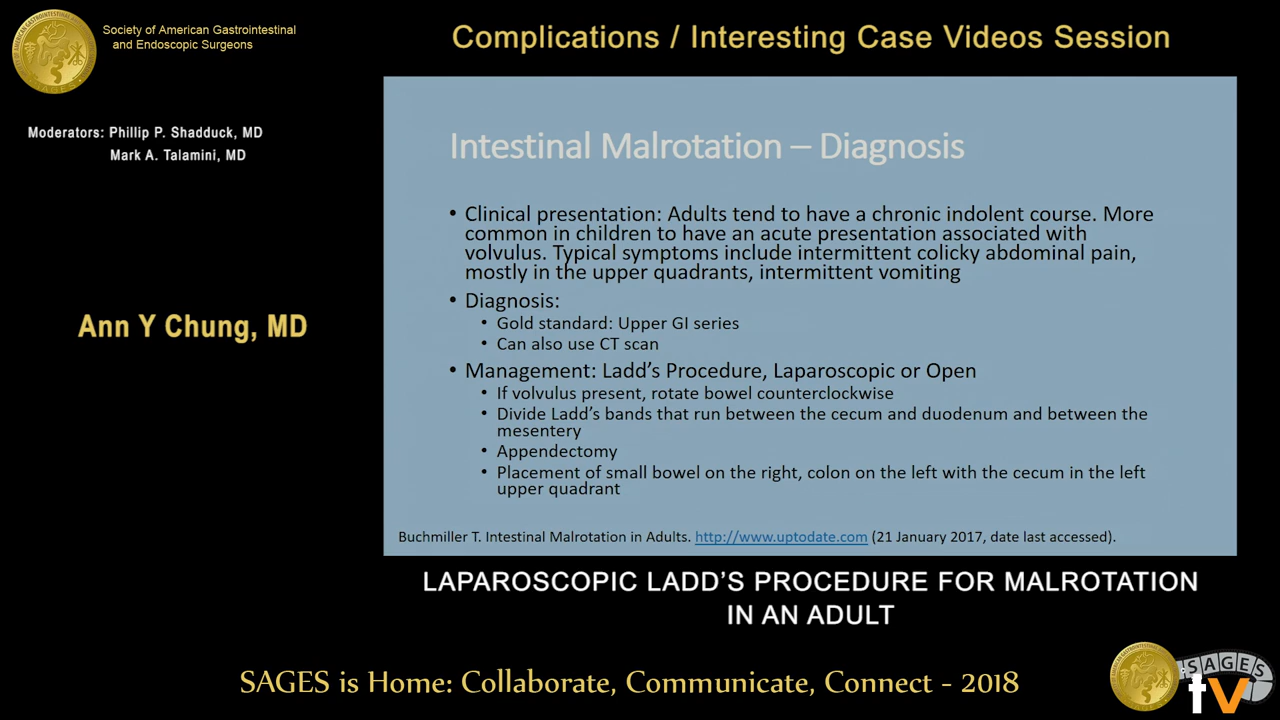 Society of American Gastrointestinal
and Endoscopic Surgeons
Complications / Interesting Case Videos Session
Moderators: Phillip P. Shadduck, MD
Mark A. Talamini, MD
Ann Y Chung, MD
Intestinal Malrotation – Diagnosis
• Clinical presentation: Adults tend to have a chronic indolent course. More
common in children to have an acute presentation associated with
volvulus. Typical symptoms include intermittent colicky abdominal pain,
mostly in the upper quadrants, intermittent vomiting
• Diagnosis:
• Gold standard: Upper GI series
• Can also use CT scan
• Management: Ladd's Procedure, Laparoscopic or Open
• If volvulus present, rotate bowel counterclockwise
• Divide Ladd's bands that run between the cecum and duodenum and between the
mesentery
• Appendectomy
• Placement of small bowel on the right, colon on the left with the cecum in the left
upper quadrant
Buchmiller T. Intestinal Malrotation in Adults. http://www.uptodate.com (21 January 2017, date last accessed).
LAPAROSCOPIC LADD'S PROCEDURE FOR MALROTATION
IN AN ADULT
SAGES is Home: Collaborate, Communicate, Connect - 2018
SAGES
tv